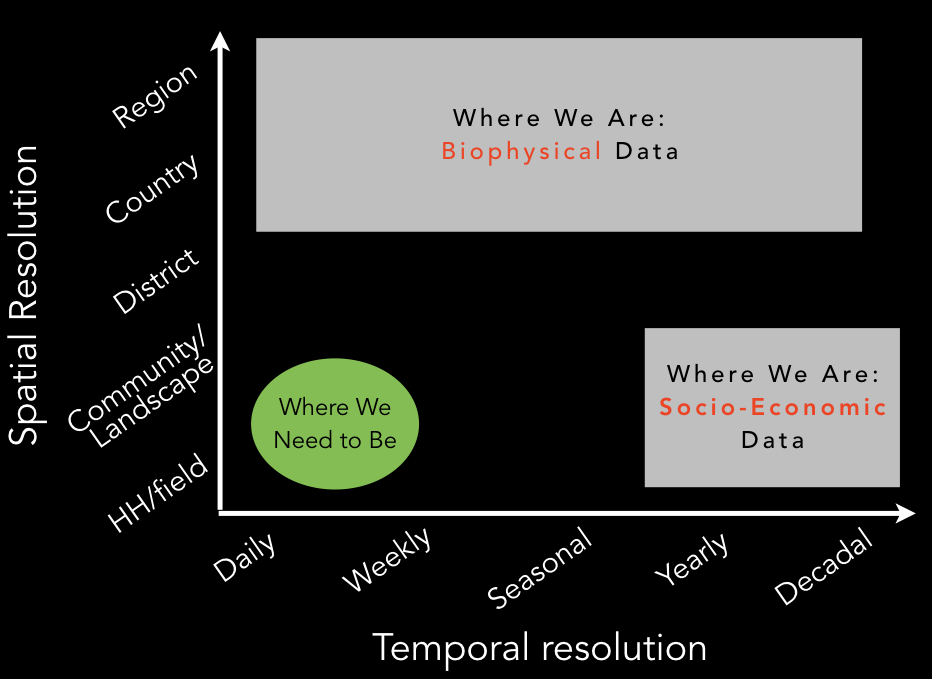 Spatial Resolution
Region
Country
District
Community/
Landscape
HH/field
Where We Are:
Biophysical Data
Where We
Need to Be
Where We Are:
Socio-Economic
Data
Daily
Weekly
Seasonal
Yearly
Decadal
Temporal resolution